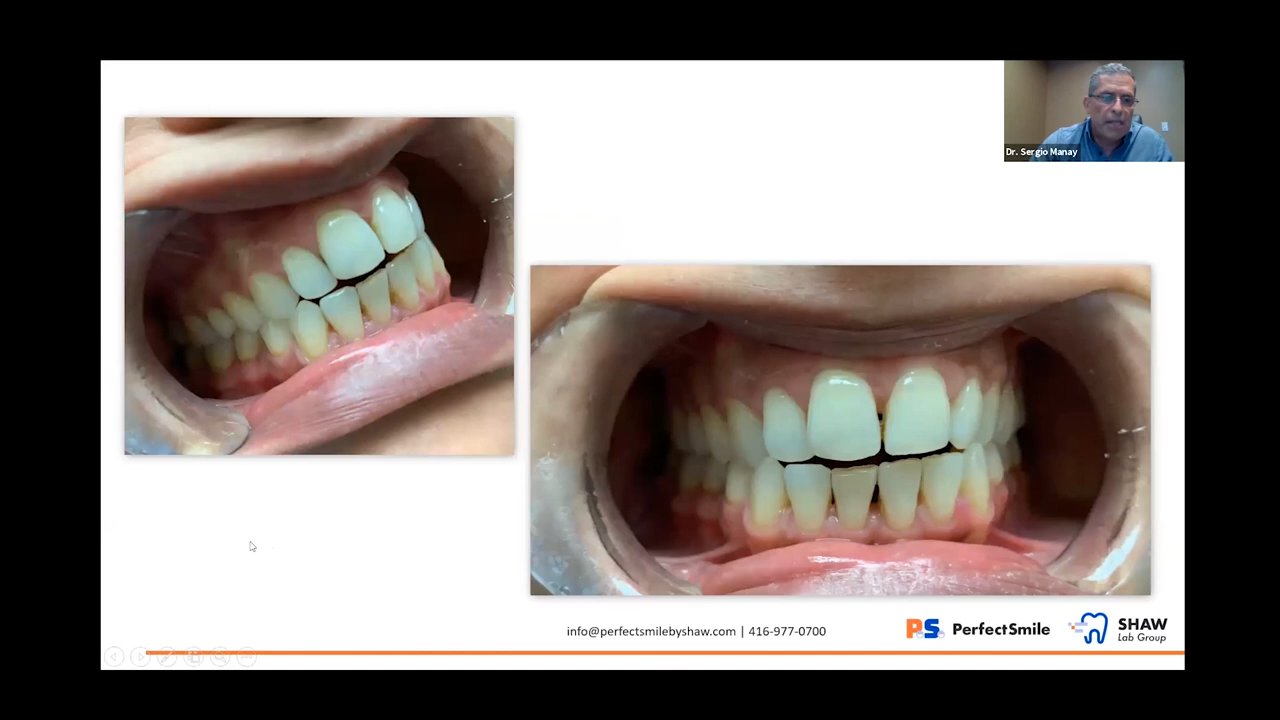 Dr. Sergio Manay
info@perfectsmilebyshaw.com | 416-977-0700
PS PerfectSmile
SHAW
Lab Group